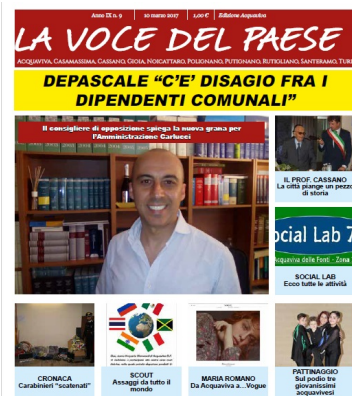 Anno IX n. 9 | 10 marzo 2017 | 1,00 € | Edizione Acquaviva
LA VOCE DEL PAESE
ACQUAVIVA, CASAMASSIMA, CASSANO, GIOIA, NOICATTARO, POLIGNANO, PUTIGNANO, RUTIGLIANO, SANTERAMO, TURI
DEPASCALE “C’E’ DISAGIO FRA I
DIPENDENTI COMUNALI”
Il consigliere di opposizione spiega la nuova grana per
l'Amministrazione Carlucci
IL PROF. CASSANO
La città piange un pezzo
di storia
ocial Lab 7
Acquaviva delle Fonti - Zona
SOCIAL LAB
Ecco tutte le attività
CRONACA
Carabinieri “scatenati”
SCOUT
Assaggi da tutto il
mondo
MARIA ROMANO
Da Acquaviva a…Vogue
PATTINAGGIO
Sul podio tre
giovanissimi
acquavivesi